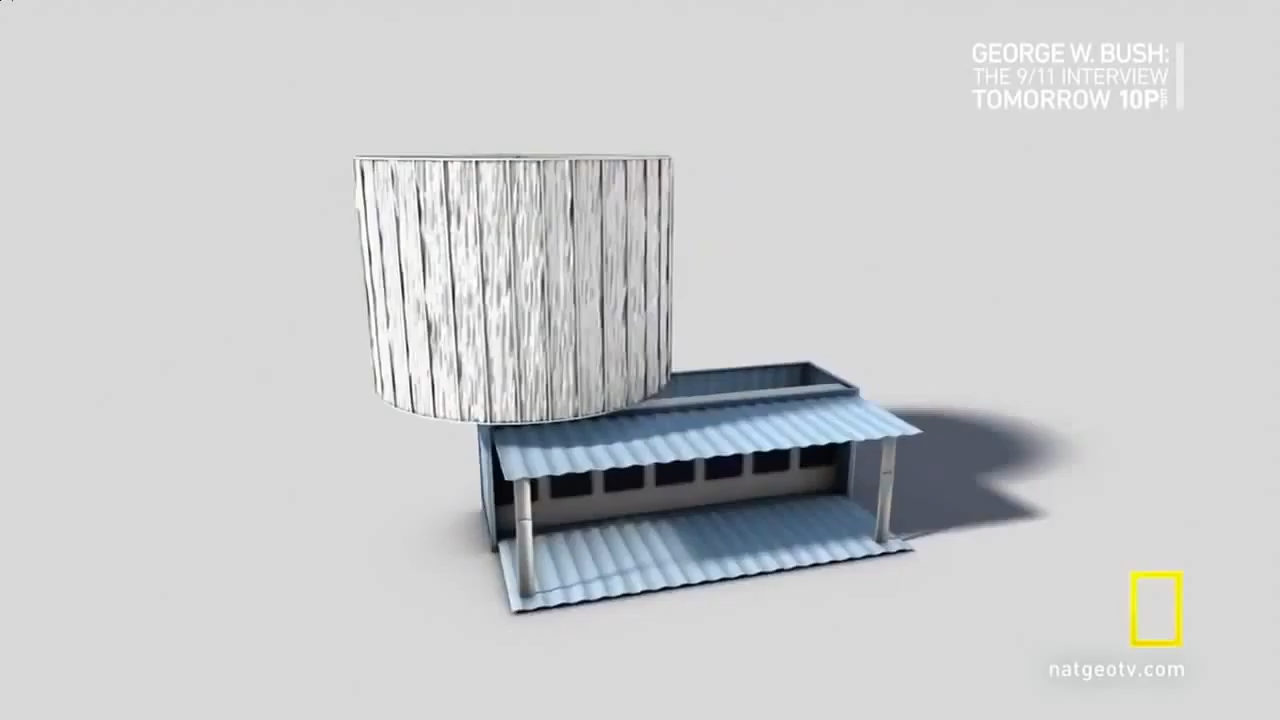 GEORGE W. BUSH:
THE 9/11 INTERVIEW
TOMORROW 10P
natgeotv.com